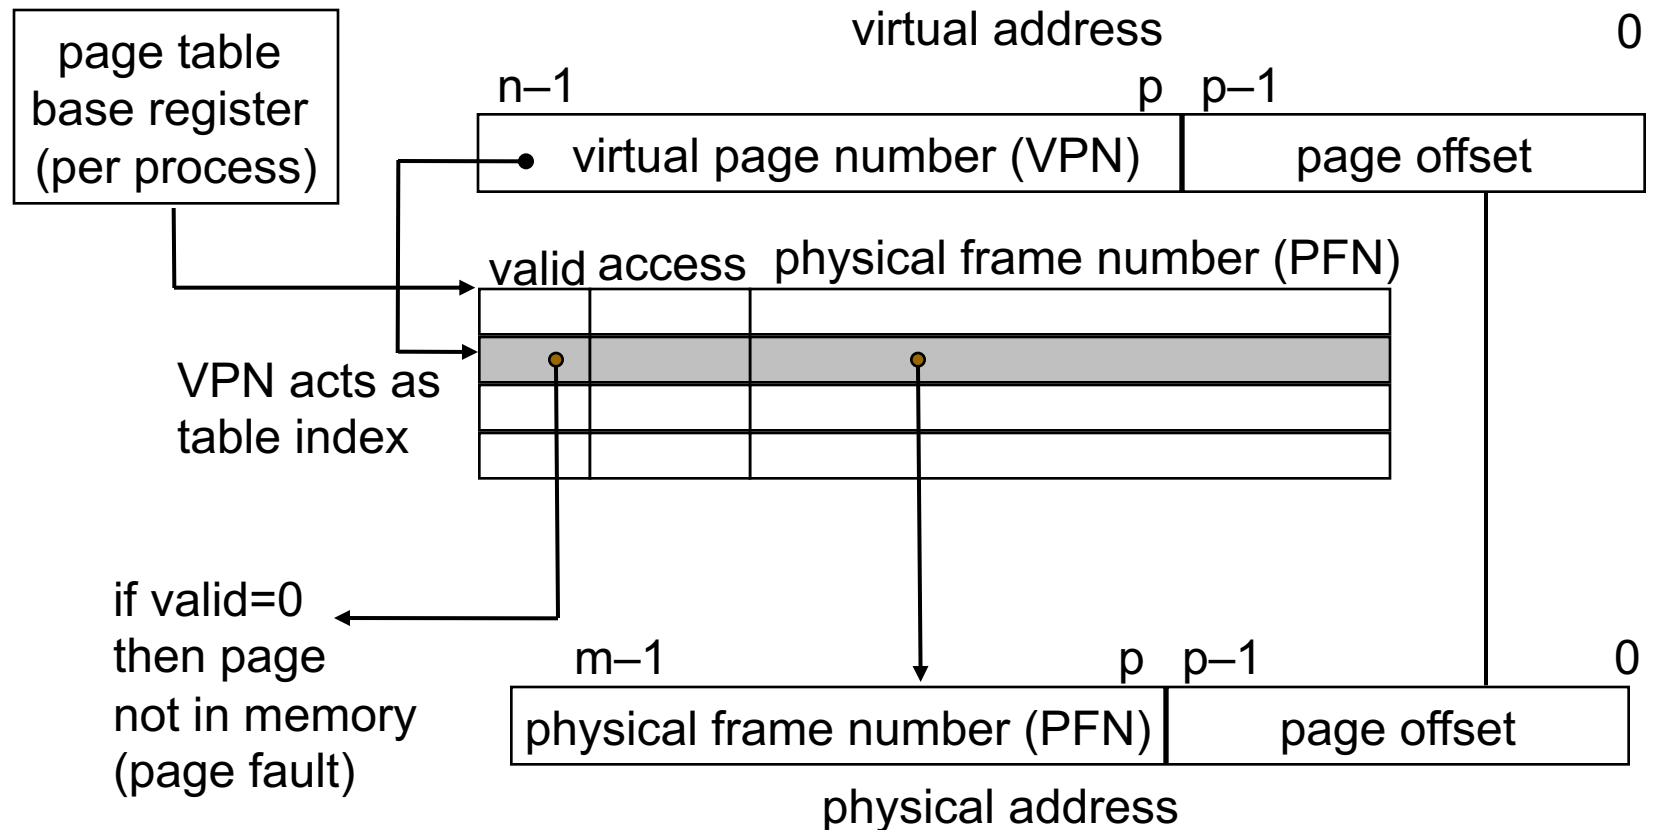 page table
base register
(per process)
virtual address
0
n–1
p
p–1
virtual page number (VPN)
page offset
valid
access
physical frame number (PFN)
VPN acts as
table index
if valid=0
then page
not in memory
(page fault)
m–1
p
p–1
0
physical frame number (PFN)
page offset
physical address